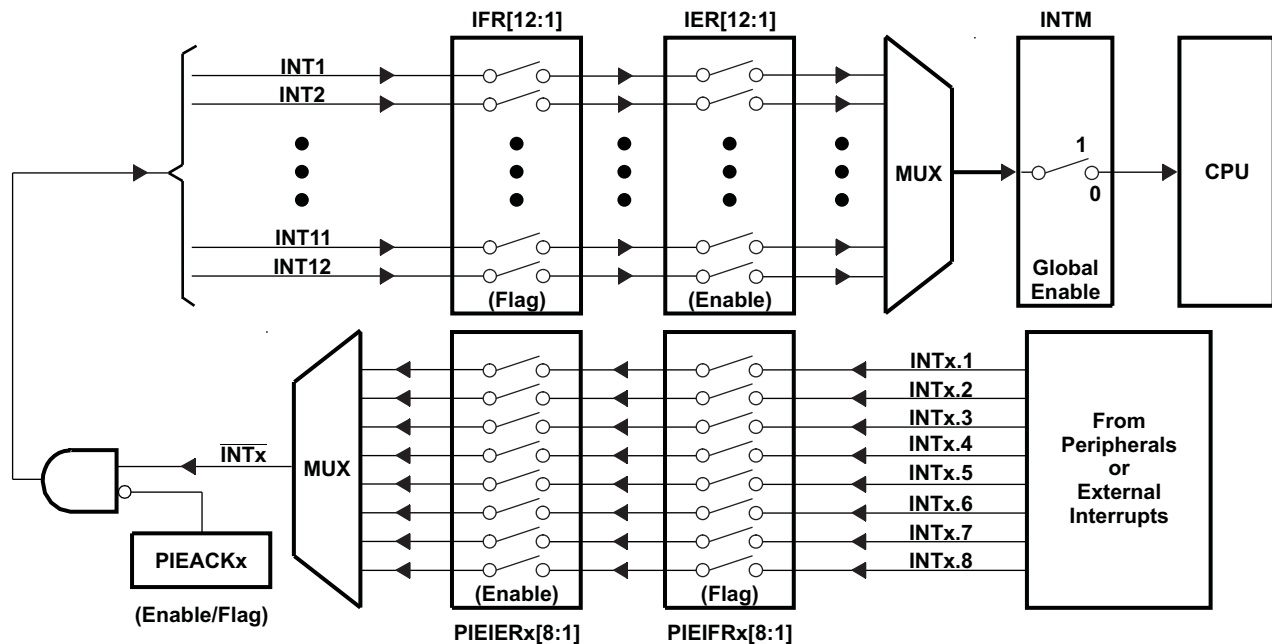 IFR[12:1]
IER[12:1]
INTM
INT1
INT2
INT11
INT12
(Flag)
(Enable)
MUX
1
0
Global
Enable
CPU
INTx
MUX
INTx.1
INTx.2
INTx.3
INTx.4
INTx.5
INTx.6
INTx.7
INTx.8
From
Peripherals
or
External
Interrupts
PIEACKx
(Enable/Flag)
(Enable)
(Flag)
PIEIERx[8:1]
PIEIFRx[8:1]